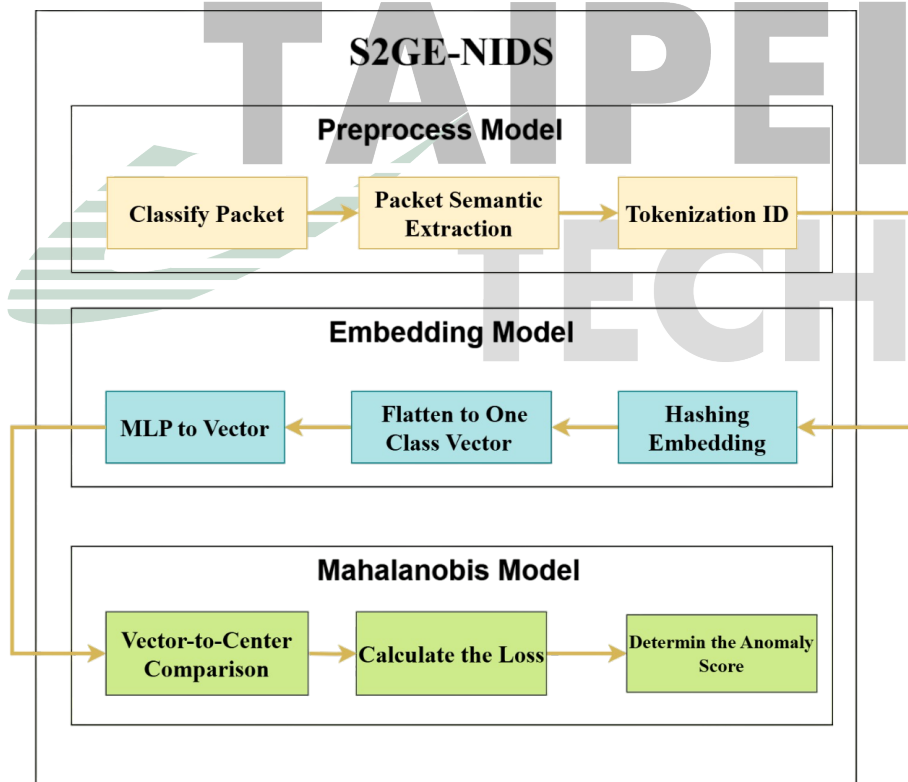 TAIPEI
TECH
S2GE-NIDS
Preprocess Model
Classify Packet
Packet Semantic
Extraction
Tokenization ID
Embedding Model
MLP to Vector
Flatten to One
Class Vector
Hashing
Embedding
Mahalanobis Model
Vector-to-Center
Comparison
Calculate the Loss
Determin the Anomaly
Score